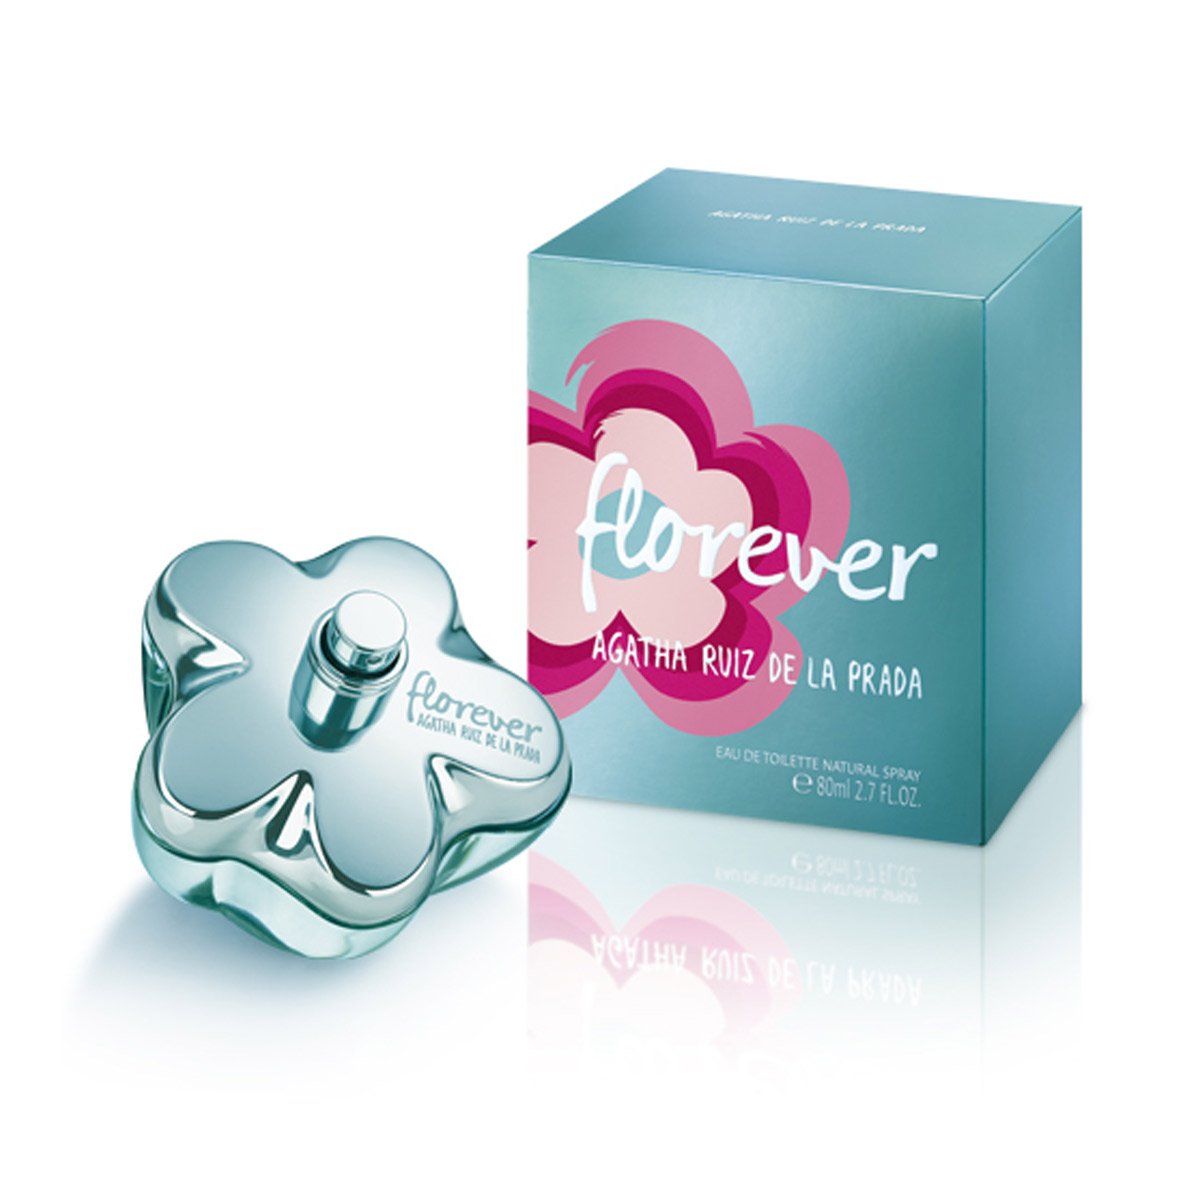 AGATHA RUIZ DE LA PRADA
florever
AGATHA RUIZ DE LA PRADA
EAU DE TOILETTE NATURAL SPRAY
℮ 80ml 2.7 FL.OZ.
florever
AGATHA RUIZ DE LA PRADA